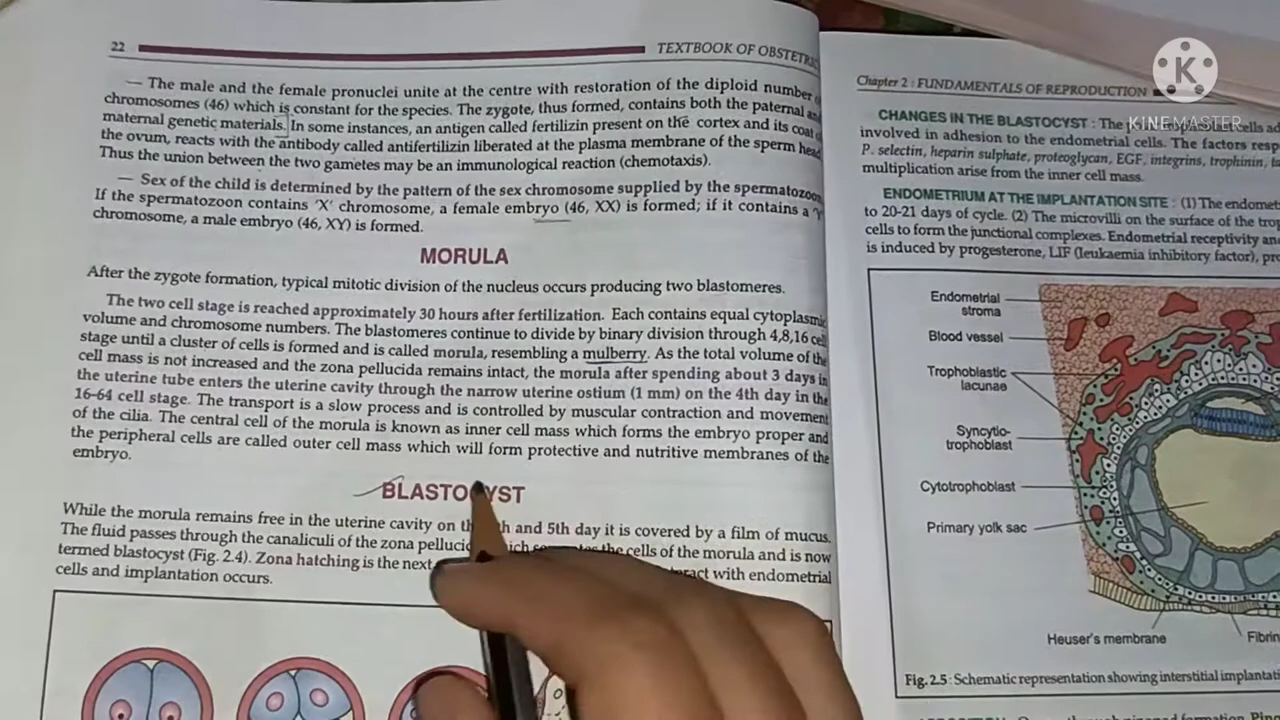 22
TEXTBOOK OF OBSTETRI
— The male and the female pronuclei unite at the centre with restoration of the diploid number
chromosomes (46) which is constant for the species. The zygote, thus formed, contains both the paternal
maternal genetic materials. In some instances, an antigen called fertilizin present on the cortex and its coat
the ovum, reacts with the antibody called antifertilizin liberated at the plasma membrane of the sperm head
Thus the union between the two gametes may be an immunological reaction (chemotaxis).
— Sex of the child is determined by the pattern of the sex chromosome supplied by the spermatozoon
If the spermatozoon contains 'X' chromosome, a female embryo (46, XX) is formed; if it contains a
chromosome, a male embryo (46, XY) is formed.
MORULA
After the zygote formation, typical mitotic division of the nucleus occurs producing two blastomeres.
The two cell stage is reached approximately 30 hours after fertilization. Each contains equal cytoplasmic
volume and chromosome numbers. The blastomeres continue to divide by binary division through 4,8,16 cell
stage until a cluster of cells is formed and is called morula, resembling a mulberry. As the total volume of the
cell mass is not increased and the zona pellucida remains intact, the morula after spending about 3 days in
the uterine tube enters the uterine cavity through the narrow uterine ostium (1 mm) on the 4th day in the
16-64 cell stage. The transport is a slow process and is controlled by muscular contraction and movement
of the cilia. The central cell of the morula is known as inner cell mass which forms the embryo proper and
the peripheral cells are called outer cell mass which will form protective and nutritive membranes of the
embryo.
BLASTOCYST
While the morula remains free in the uterine cavity on and 5th day it is covered by a film of mucus.
The fluid passes through the canaliculi of the zona the cells of the morula and is now
termed blastocyst (Fig. 2.4). Zona hatching is the next with endometrial
cells and implantation occurs.
Chapter 2 : FUNDAMENTALS OF REPRODUCTION
K
KINEMASTER
CHANGES IN THE BLASTOCYST : The cells
involved in adhesion to the endometrial cells. The factors
P. selectin, heparin sulphate, proteoglycan, EGF, integrins, trophinin,
multiplication arise from the inner cell mass.
ENDOMETRIUM AT THE IMPLANTATION SITE : (1) The
to 20-21 days of cycle. (2) The microvilli on the surface of the
cells to form the junctional complexes. Endometrial receptivity
is induced by progesterone, LIF (leukaemia inhibitory factor),
Endometrial
stroma
Blood vessel
Trophoblastic
lacunae
Syncytio-
trophoblast
Cytotrophoblast
Primary yolk sac
Heuser's membrane
Fibrin
Fig. 2.5 : Schematic representation showing interstitial